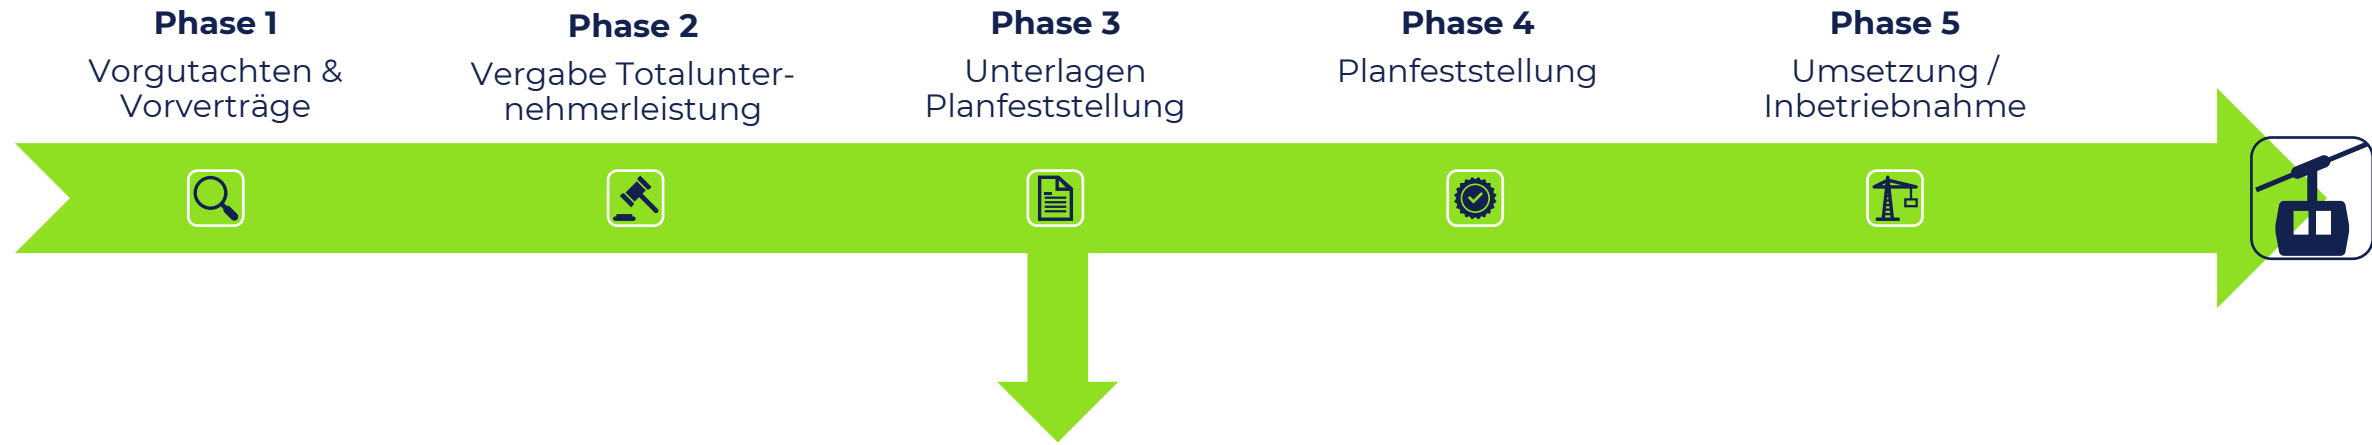 Phase 1
Vorgutachten &
Vorverträge
Phase 2
Vergabe Totalunter-
nehmerleistung
Phase 3
Unterlagen
Planfeststellung
Phase 4
Planfeststellung
Phase 5
Umsetzung /
Inbetriebnahme